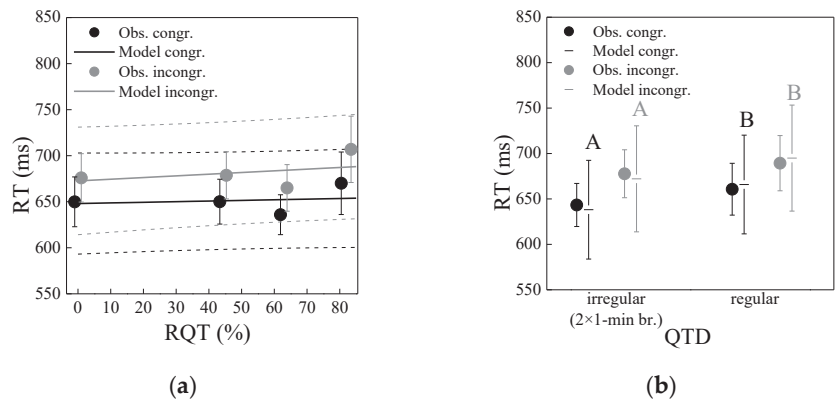 850
800
750
700
650
600
550
RT (ms)
Obs. congr.
Model congr.
Obs. incongr.
Model incongr.
0 10 20 30 40 50 60 70 80
RQT (%)
(a)
850
800
750
700
650
600
550
RT (ms)
Obs. congr.
Model congr.
Obs. incongr.
Model incongr.
A A B B
irregular regular
(2×1-min br.)
QTD
(b)